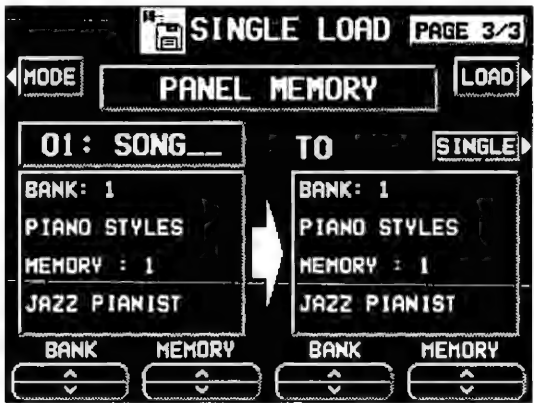 SINGLE LOAD PAGE 3/3
MODE
PANEL MEMORY
LOAD
01: SONG__
TO
SINGLE
BANK: 1
PIANO STYLES
MEMORY : 1
JAZZ PIANIST
BANK: 1
PIANO STYLES
MEMORY : 1
JAZZ PIANIST
BANK MEMORY BANK MEMORY